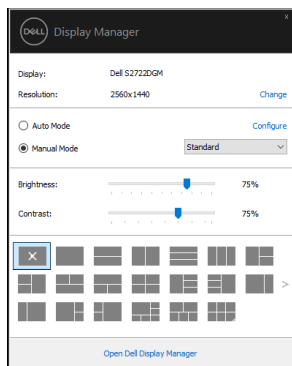 x
DELL Display Manager
Display: Dell S2722DGM
Resolution: 2560x1440 Change
Auto Mode Configure
Manual Mode Standard
Brightness: 75%
Contrast: 75%
Open Dell Display Manager